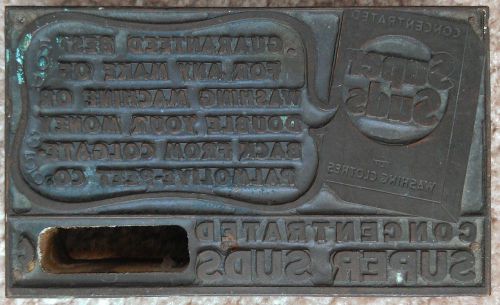 CONCENTRATED
SUPER
SUDS
FOR
WASHING CLOTHES
GUARANTEED BEST
FOR ANY MAKE OF
WASHING MACHINE OR
DOUBLE YOUR MONEY
BACK FROM COLGATE-
PALMOLIVE-PEET CO.
CONCENTRATED
SUPER SUDS